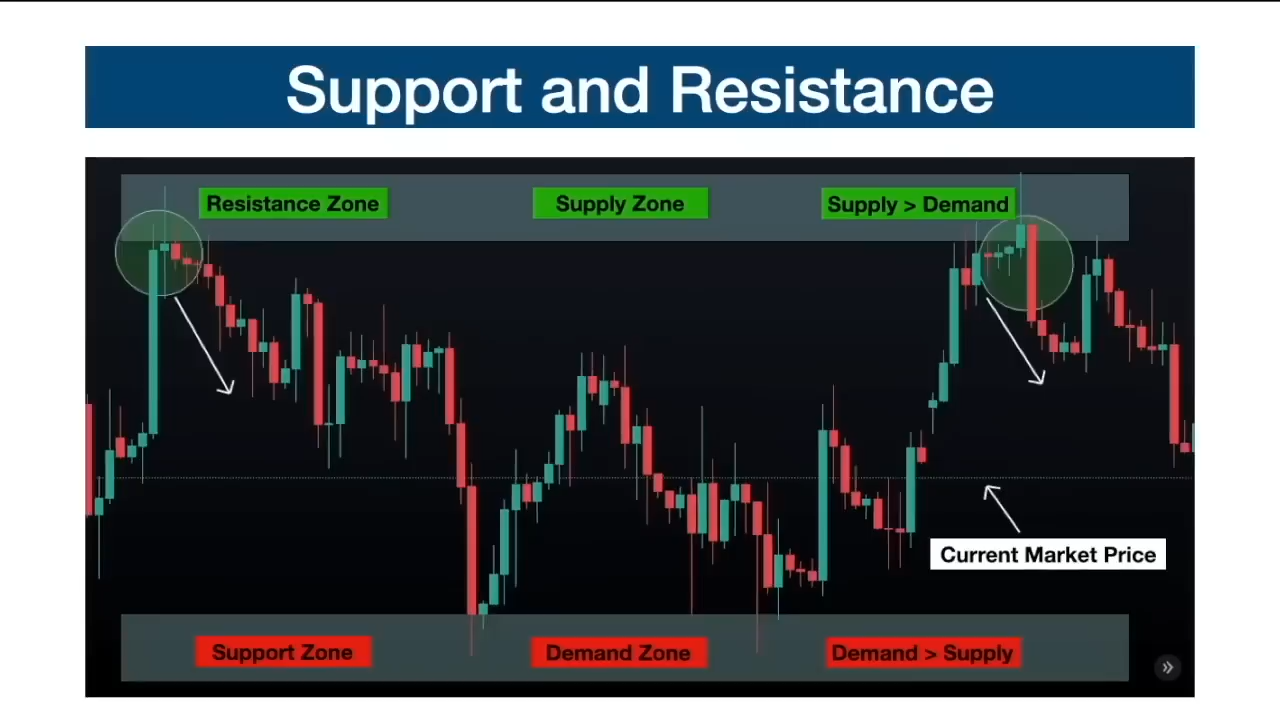 Support and Resistance
Resistance Zone
Supply Zone
Supply > Demand
Current Market Price
Support Zone
Demand Zone
Demand > Supply